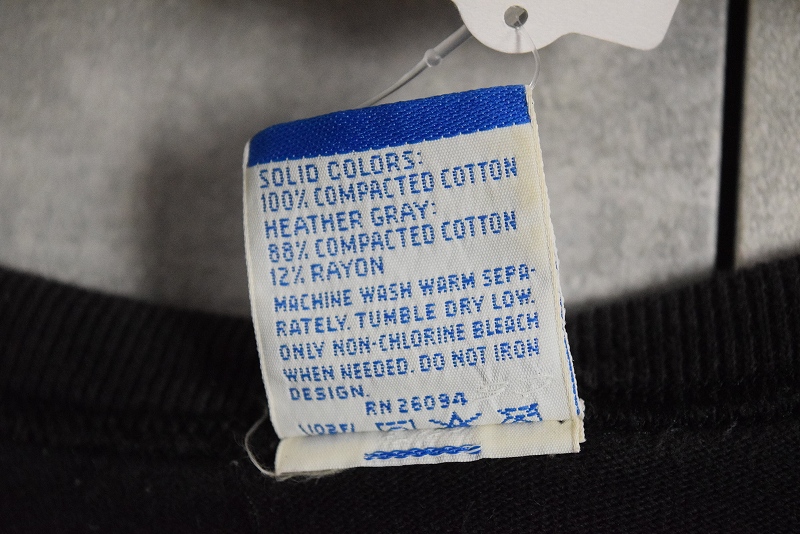 SOLID COLORS:
100% COMPACTED COTTON
HEATHER GRAY:
88% COMPACTED COTTON
12% RAYON
MACHINE WASH WARM SEPA-
RATELY. TUMBLE DRY LOW.
ONLY NON-CHLORINE BLEACH
WHEN NEEDED. DO NOT IRON
DESIGN.
RN 26094